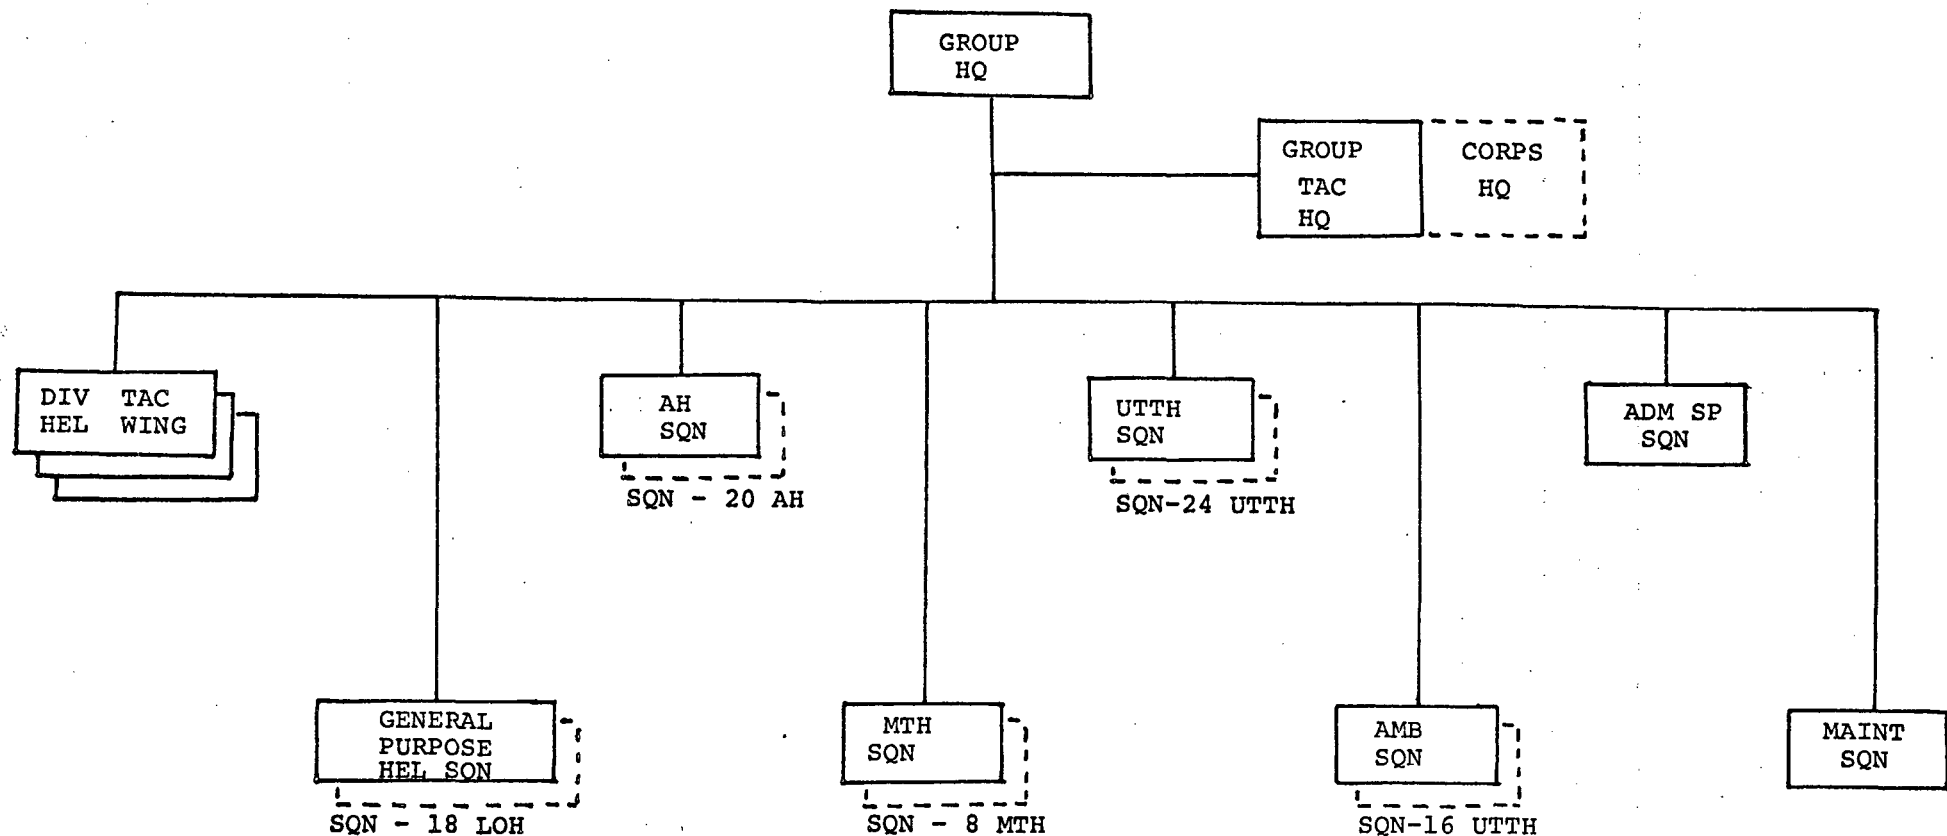 GROUP
HQ
GROUP
TAC
HQ
CORPS
HQ
DIV TAC
HEL WING
AH
SQN
SQN - 20 AH
UTTH
SQN
SQN-24 UTTH
ADM SP
SQN
GENERAL
PURPOSE
HEL SQN
SQN - 18 LOH
MTH
SQN
SQN - 8 MTH
AMB
SQN
SQN-16 UTTH
MAINT
SQN